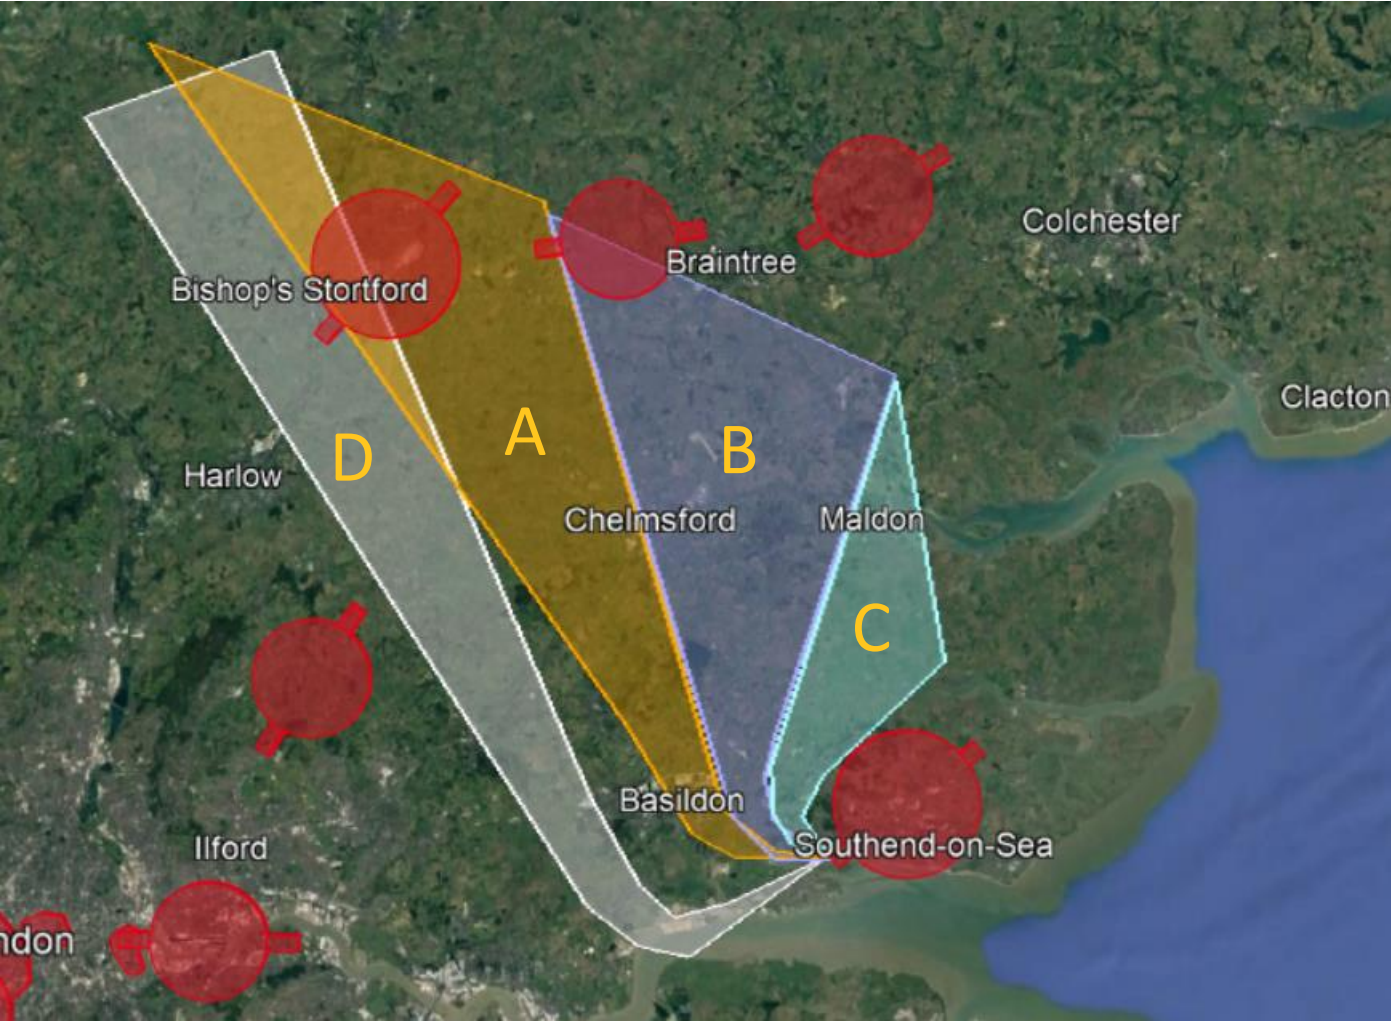 Colchester
Braintree
Bishop's Stortford
Clacton
A
B
D
Harlow
Chelmsford
Maldon
C
Basildon
Southend-on-Sea
Ilford
ndon